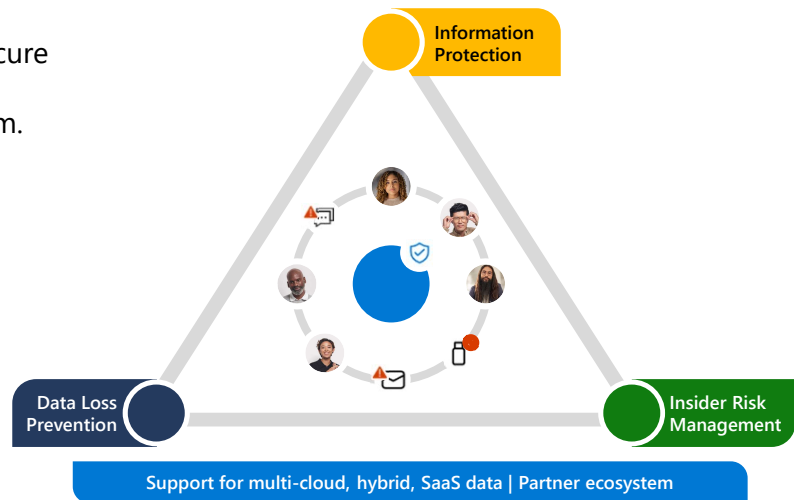 cure
m.
Information
Protection
Data Loss
Prevention
Insider Risk
Management
Support for multi-cloud, hybrid, SaaS data | Partner ecosystem